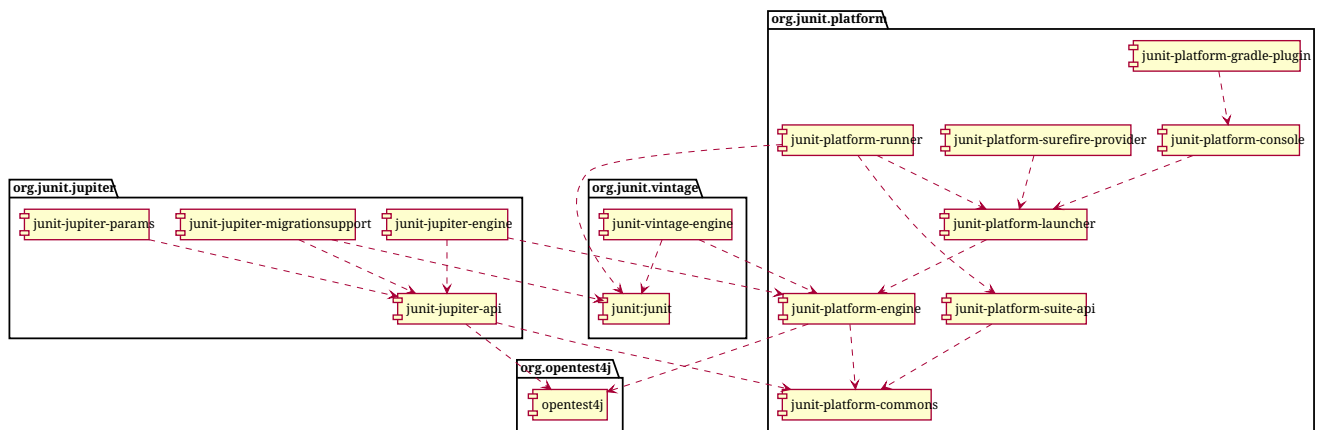 org.junit.platform
junit-platform-gradle-plugin
junit-platform-runner
junit-platform-surefire-provider
junit-platform-console
org.junit.jupiter
org.junit.vintage
junit-jupiter-params
junit-jupiter-migrationsupport
junit-jupiter-engine
junit-vintage-engine
junit-platform-launcher
junit-jupiter-api
junit:junit
junit-platform-engine
junit-platform-suite-api
org.opentest4j
opentest4j
junit-platform-commons